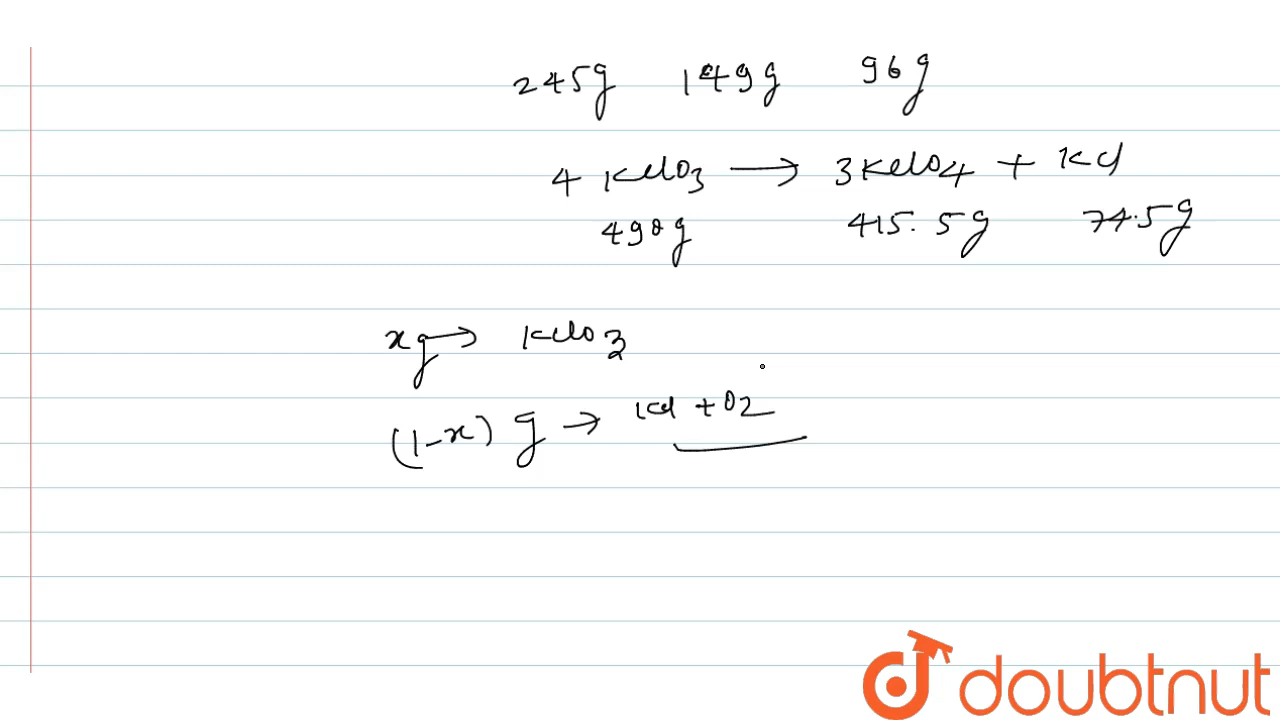 245g 149g 96g
4 KClO3 → 3KClO4 + KCl
490g 415.5g 74.5g
xg → KClO3
(1-x) g → KCl + O2
doubtnut